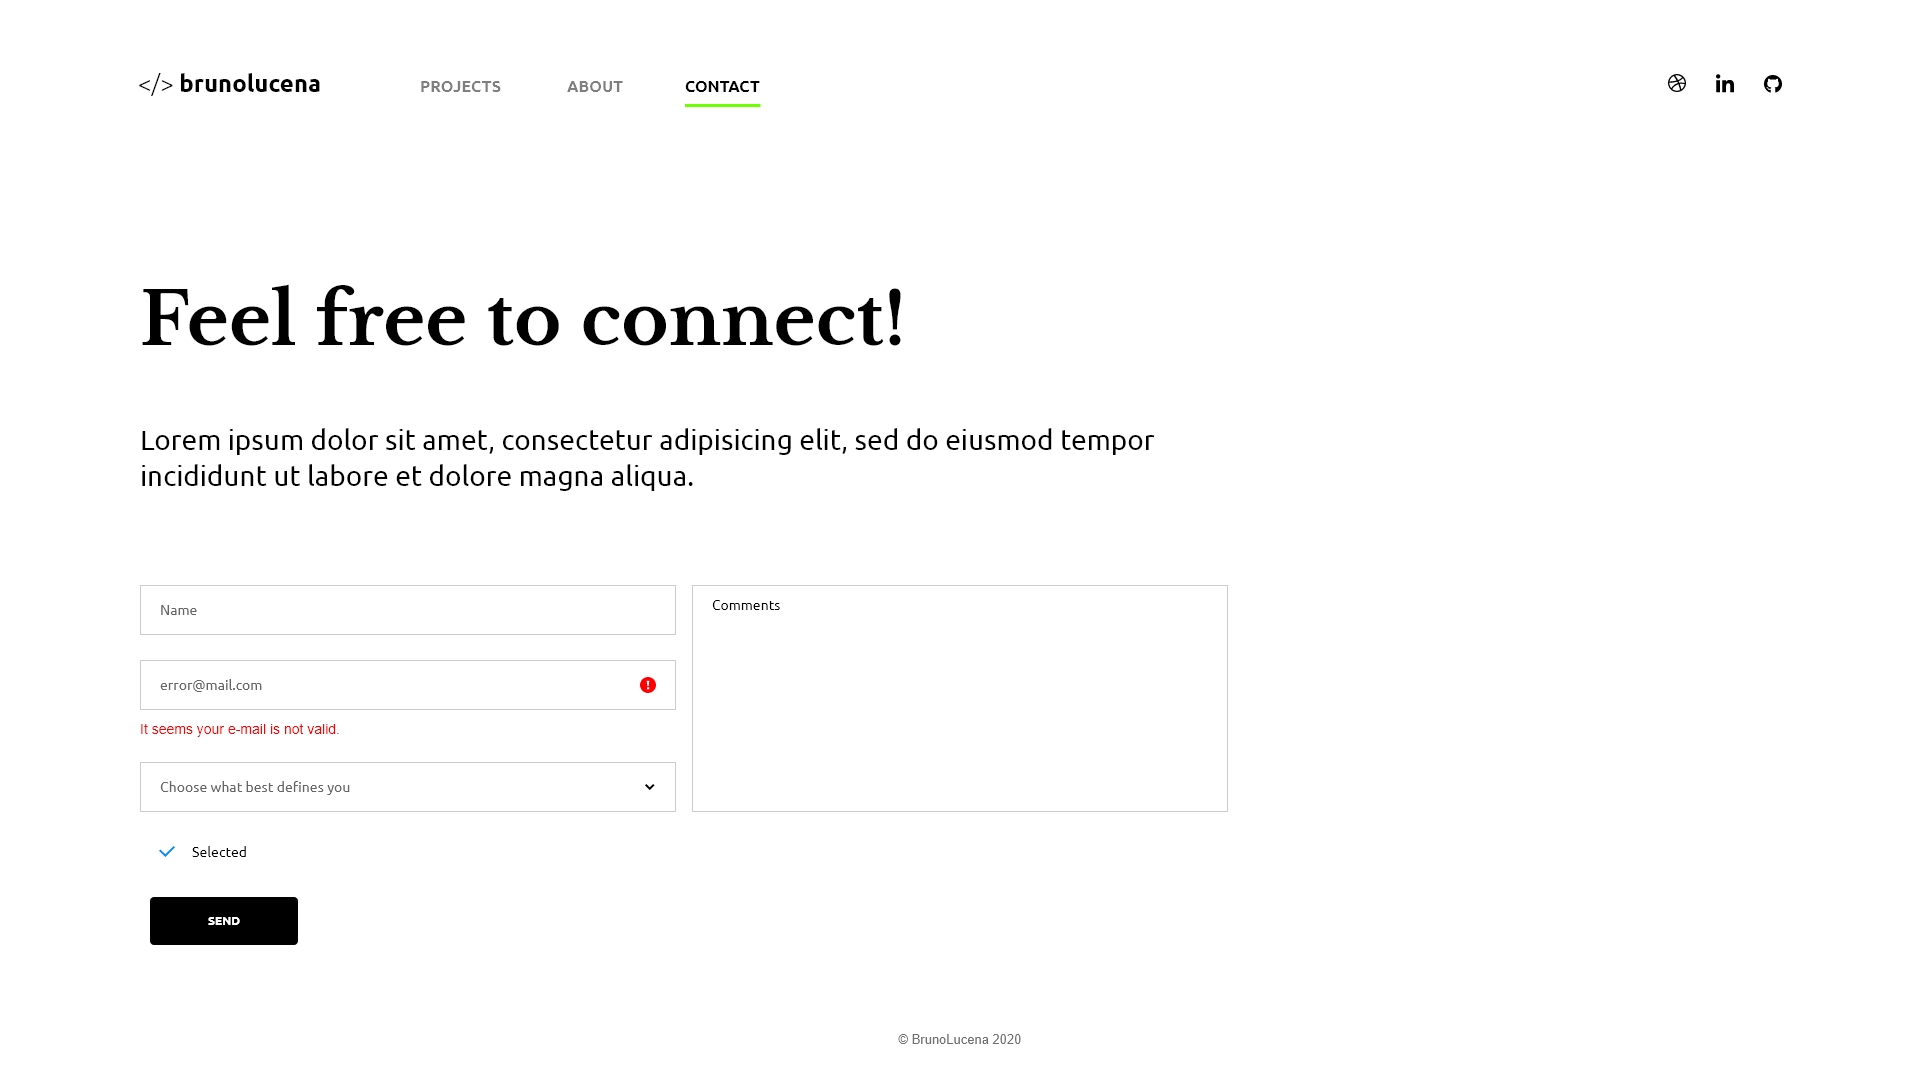 </> brunolucena
PROJECTS
ABOUT
CONTACT
Feel free to connect!
Lorem ipsum dolor sit amet, consectetur adipisicing elit, sed do eiusmod tempor
incididunt ut labore et dolore magna aliqua.
Name
Comments
error@mail.com
It seems your e-mail is not valid.
Choose what best defines you
Selected
SEND
© BrunoLucena 2020